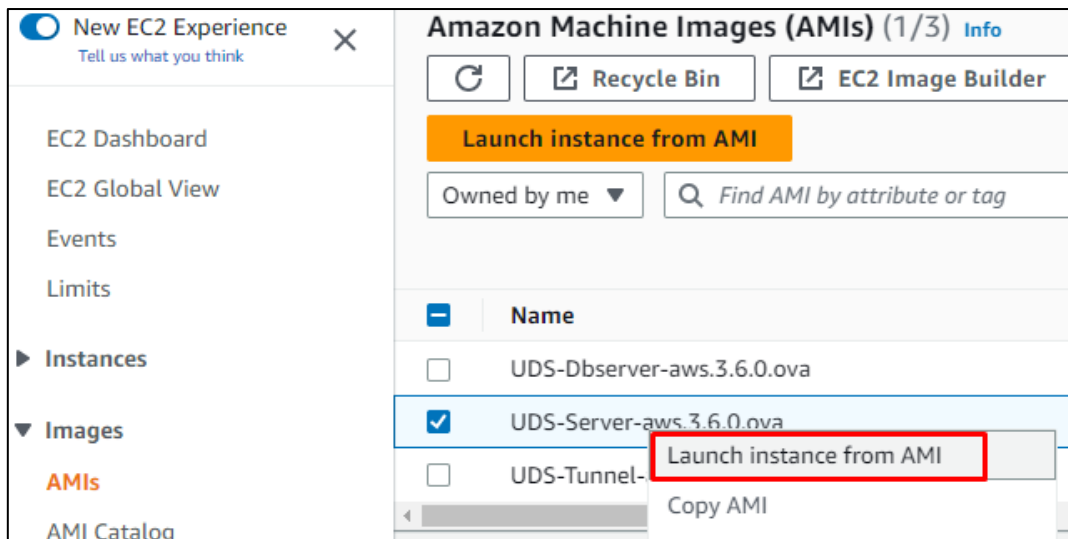 New EC2 Experience
Tell us what you think
EC2 Dashboard
EC2 Global View
Events
Limits
Instances
Images
AMIs
AMI Catalog
Amazon Machine Images (AMIs) (1/3) Info
Recycle Bin
EC2 Image Builder
Launch instance from AMI
Owned by me
Find AMI by attribute or tag
Name
UDS-Dbserver-aws.3.6.0.ova
UDS-Server-aws.3.6.0.ova
UDS-Tunnel-
Launch instance from AMI
Copy AMI